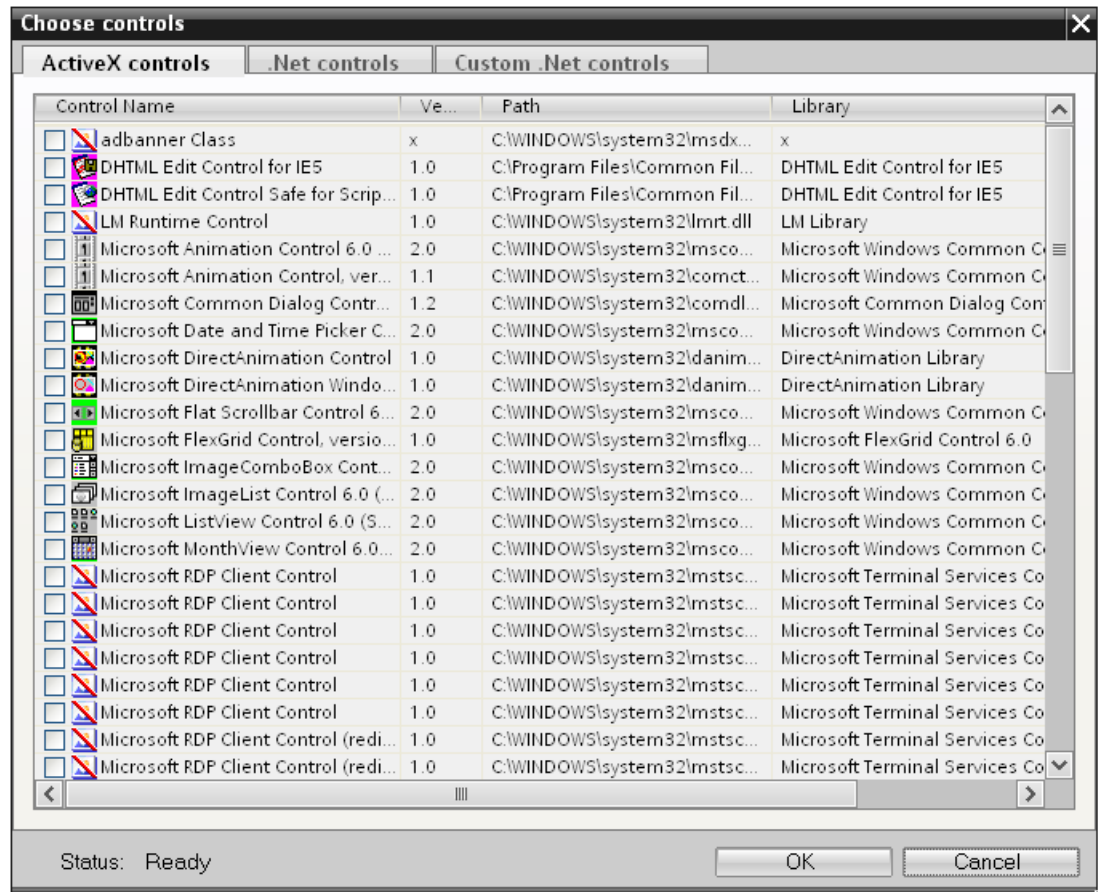 Choose controls
ActiveX controls .Net controls Custom .Net controls
Control Name Ve... Path Library
adbanner Class x C:\WINDOWS\system32\msdx... x
DHTML Edit Control for IE5 1.0 C:\Program Files\Common Fil... DHTML Edit Control for IE5
DHTML Edit Control Safe for Scrip... 1.0 C:\Program Files\Common Fil... DHTML Edit Control for IE5
LM Runtime Control 1.0 C:\WINDOWS\system32\lmrt.dll LM Library
Microsoft Animation Control 6.0 ... 2.0 C:\WINDOWS\system32\msco... Microsoft Windows Common Co
Microsoft Animation Control, ver... 1.1 C:\WINDOWS\system32\comct... Microsoft Windows Common Co
Microsoft Common Dialog Contr... 1.2 C:\WINDOWS\system32\comdl... Microsoft Common Dialog Cont
Microsoft Date and Time Picker C... 2.0 C:\WINDOWS\system32\msco... Microsoft Windows Common Co
Microsoft DirectAnimation Control 1.0 C:\WINDOWS\system32\danim... DirectAnimation Library
Microsoft DirectAnimation Windo... 1.0 C:\WINDOWS\system32\danim... DirectAnimation Library
Microsoft Flat Scrollbar Control 6... 2.0 C:\WINDOWS\system32\msco... Microsoft Windows Common Co
Microsoft FlexGrid Control, versio... 1.0 C:\WINDOWS\system32\msflxg... Microsoft FlexGrid Control 6.0
Microsoft ImageComboBox Cont... 2.0 C:\WINDOWS\system32\msco... Microsoft Windows Common Co
Microsoft ImageList Control 6.0 (... 2.0 C:\WINDOWS\system32\msco... Microsoft Windows Common Co
Microsoft ListView Control 6.0 (S... 2.0 C:\WINDOWS\system32\msco... Microsoft Windows Common Co
Microsoft MonthView Control 6.0... 2.0 C:\WINDOWS\system32\msco... Microsoft Windows Common Co
Microsoft RDP Client Control 1.0 C:\WINDOWS\system32\mstsc... Microsoft Terminal Services Co
Microsoft RDP Client Control 1.0 C:\WINDOWS\system32\mstsc... Microsoft Terminal Services Co
Microsoft RDP Client Control 1.0 C:\WINDOWS\system32\mstsc... Microsoft Terminal Services Co
Microsoft RDP Client Control 1.0 C:\WINDOWS\system32\mstsc... Microsoft Terminal Services Co
Microsoft RDP Client Control 1.0 C:\WINDOWS\system32\mstsc... Microsoft Terminal Services Co
Microsoft RDP Client Control 1.0 C:\WINDOWS\system32\mstsc... Microsoft Terminal Services Co
Microsoft RDP Client Control (redi... 1.0 C:\WINDOWS\system32\mstsc... Microsoft Terminal Services Co
Microsoft RDP Client Control (redi... 1.0 C:\WINDOWS\system32\mstsc... Microsoft Terminal Services Co
Status: Ready OK Cancel